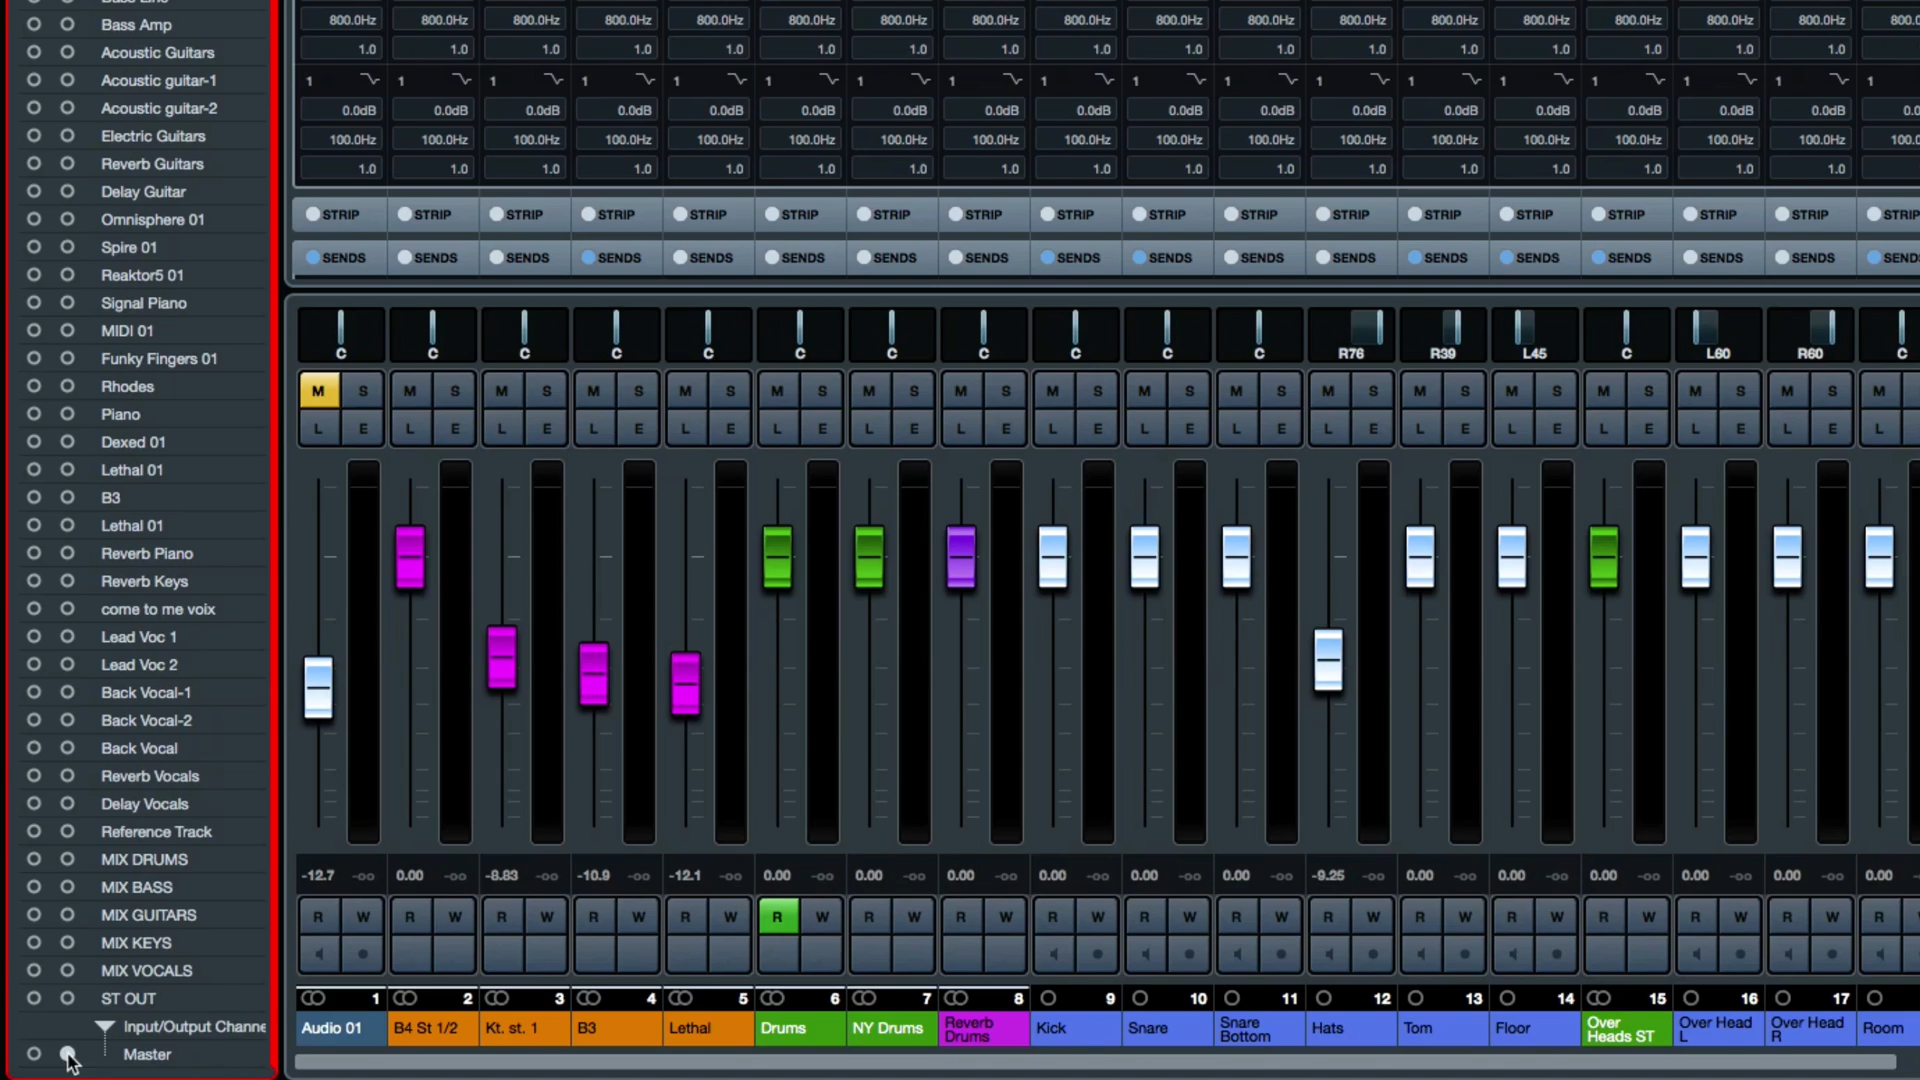 Bass Amp
Acoustic Guitars
Acoustic guitar-1
Acoustic guitar-2
Electric Guitars
Reverb Guitars
Delay Guitar
Omnisphere 01
Spire 01
Reaktor5 01
Signal Piano
MIDI 01
Funky Fingers 01
Rhodes
Piano
Dexed 01
Lethal 01
B3
Lethal 01
Reverb Piano
Reverb Keys
come to me voix
Lead Voc 1
Lead Voc 2
Back Vocal-1
Back Vocal-2
Back Vocal
Reverb Vocals
Delay Vocals
Reference Track
MIX DRUMS
MIX BASS
MIX GUITARS
MIX KEYS
MIX VOCALS
ST OUT
Input/Output Channe
Master
800.0Hz 800.0Hz 800.0Hz 800.0Hz 800.0Hz 800.0Hz 800.0Hz 800.0Hz 800.0Hz 800.0Hz 800.0Hz 800.0Hz 800.0Hz 800.0Hz 800.0Hz 800.0Hz 800.0Hz 800.0
1.0 1.0 1.0 1.0 1.0 1.0 1.0 1.0 1.0 1.0 1.0 1.0 1.0 1.0 1.0 1.0 1.0
1 1 1 1 1 1 1 1 1 1 1 1 1 1 1 1 1 1
0.0dB 0.0dB 0.0dB 0.0dB 0.0dB 0.0dB 0.0dB 0.0dB 0.0dB 0.0dB 0.0dB 0.0dB 0.0dB 0.0dB 0.0dB 0.0dB 0.0dB 0.0
100.0Hz 100.0Hz 100.0Hz 100.0Hz 100.0Hz 100.0Hz 100.0Hz 100.0Hz 100.0Hz 100.0Hz 100.0Hz 100.0Hz 100.0Hz 100.0Hz 100.0Hz 100.0Hz 100.0Hz 100.0
1.0 1.0 1.0 1.0 1.0 1.0 1.0 1.0 1.0 1.0 1.0 1.0 1.0 1.0 1.0 1.0 1.0
STRIP STRIP STRIP STRIP STRIP STRIP STRIP STRIP STRIP STRIP STRIP STRIP STRIP STRIP STRIP STRIP STRIP STRIP
SENDS SENDS SENDS SENDS SENDS SENDS SENDS SENDS SENDS SENDS SENDS SENDS SENDS SENDS SENDS SENDS SENDS SEND
C C C C C C C C C C C R76 R39 L45 C L60 R60 C
M S M S M S M S M S M S M S M S M S M S M S M S M S M S M S M S M S M
L E L E L E L E L E L E L E L E L E L E L E L E L E L E L E L E L E L
-12.7 -oo 0.00 -oo -8.83 -oo -10.9 -oo -12.1 -oo 0.00 -oo 0.00 -oo 0.00 -oo 0.00 -oo 0.00 -oo 0.00 -oo -9.25 -oo 0.00 -oo 0.00 -oo 0.00 -oo 0.00 -oo 0.00 -oo 0.00
R W R W R W R W R W R W R W R W R W R W R W R W R W R W R W R W R W R
1 2 3 4 5 6 7 8 9 10 11 12 13 14 15 16 17
Audio 01
B4 St 1/2
Kt. st. 1
B3
Lethal
Drums
NY Drums
Reverb
Drums
Kick
Snare
Snare
Bottom
Hats
Tom
Floor
Over
Heads ST
Over Head
L
Over Head
R
Room